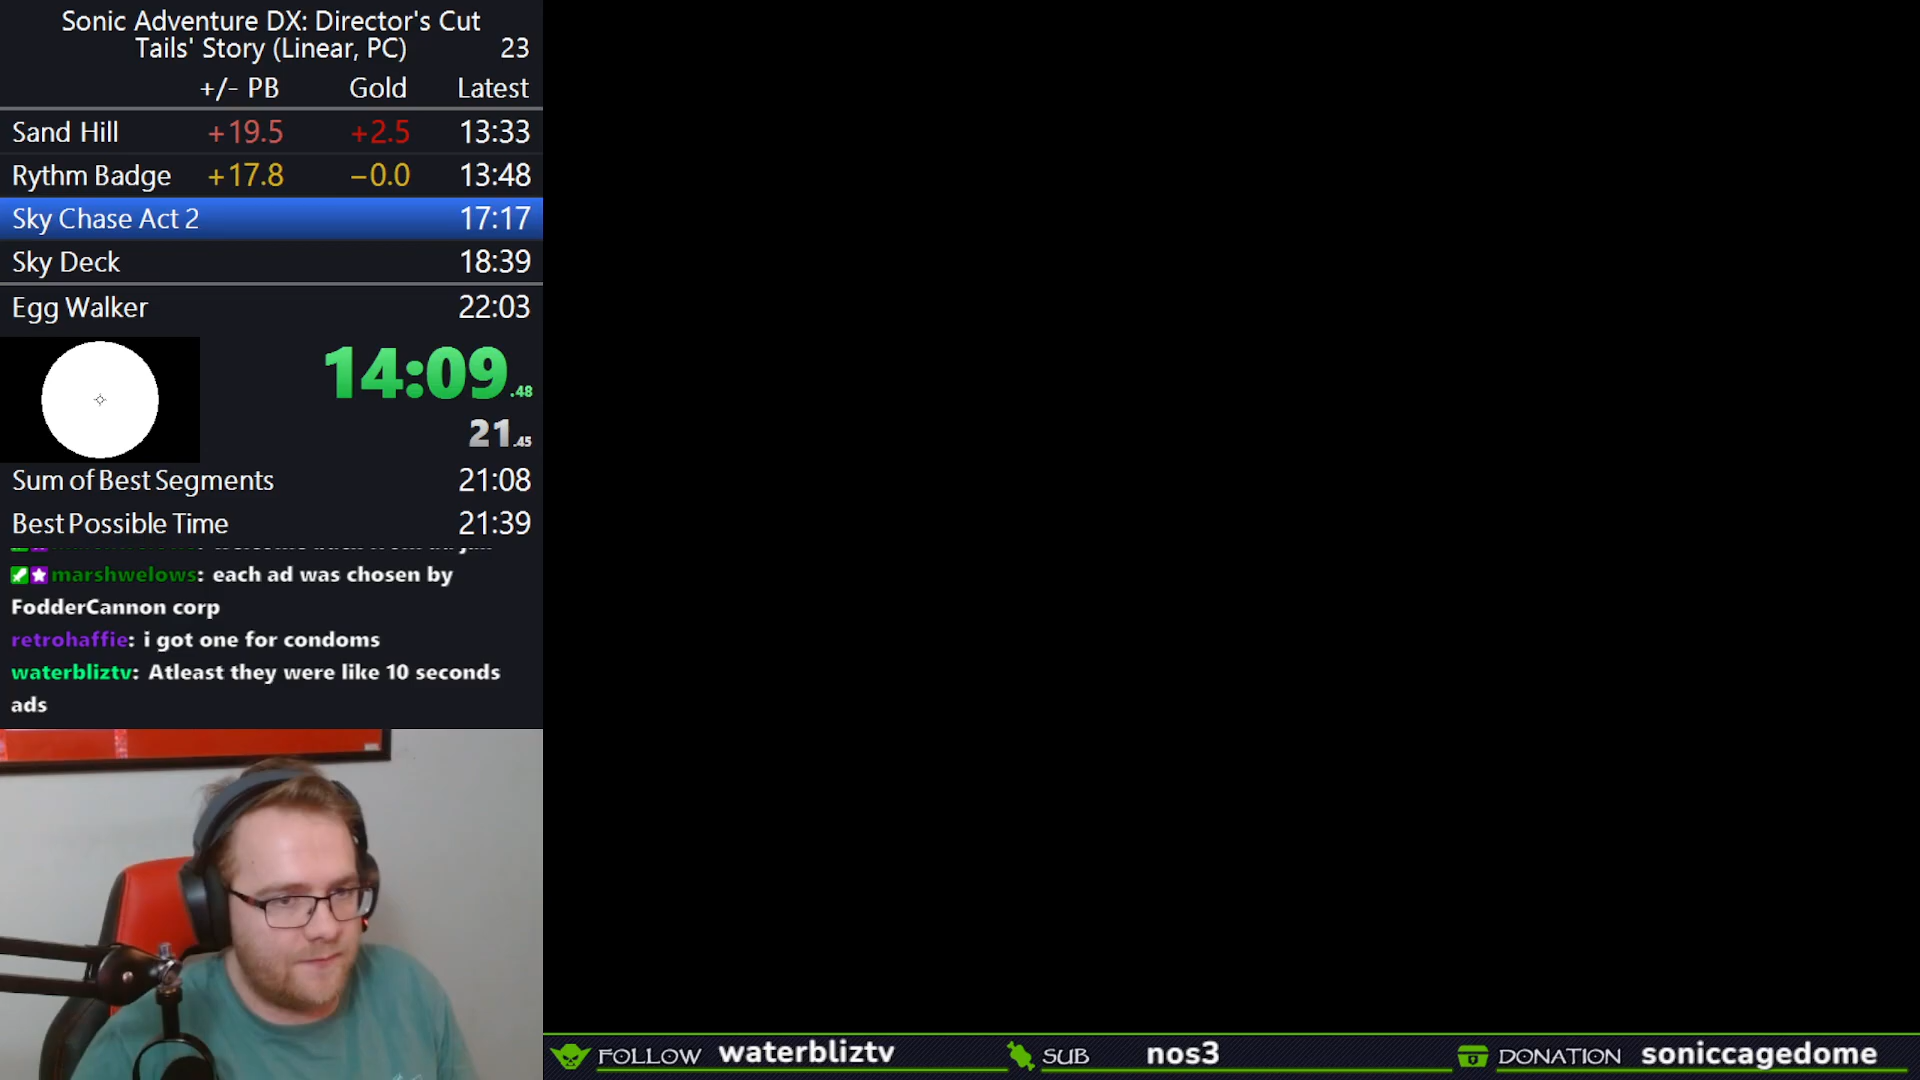 Sonic Adventure DX: Director's Cut
Tails' Story (Linear, PC) 23
+/- PB Gold Latest
Sand Hill +19.5 +2.5 13:33
Rythm Badge +17.8 −0.0 13:48
Sky Chase Act 2 17:17
Sky Deck 18:39
Egg Walker 22:03
14:09.48
21.45
Sum of Best Segments 21:08
Best Possible Time 21:39
marshwelows: each ad was chosen by
FodderCannon corp
retrohaffie: i got one for condoms
waterbliztv: Atleast they were like 10 seconds
ads
FOLLOW waterbliztv SUB nos3 DONATION soniccagedome